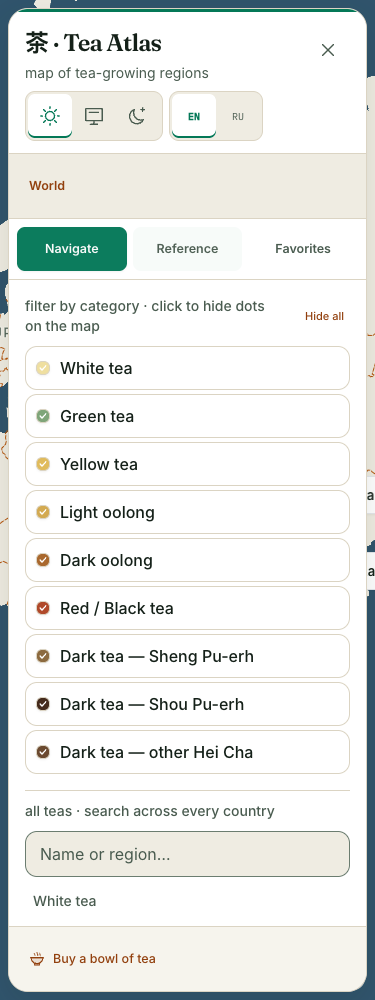 茶 · Tea Atlas
map of tea-growing regions
EN
RU
World
Navigate
Reference
Favorites
filter by category · click to hide dots
on the map
Hide all
White tea
Green tea
Yellow tea
Light oolong
Dark oolong
Red / Black tea
Dark tea — Sheng Pu-erh
Dark tea — Shou Pu-erh
Dark tea — other Hei Cha
all teas · search across every country
Name or region...
White tea
Buy a bowl of tea